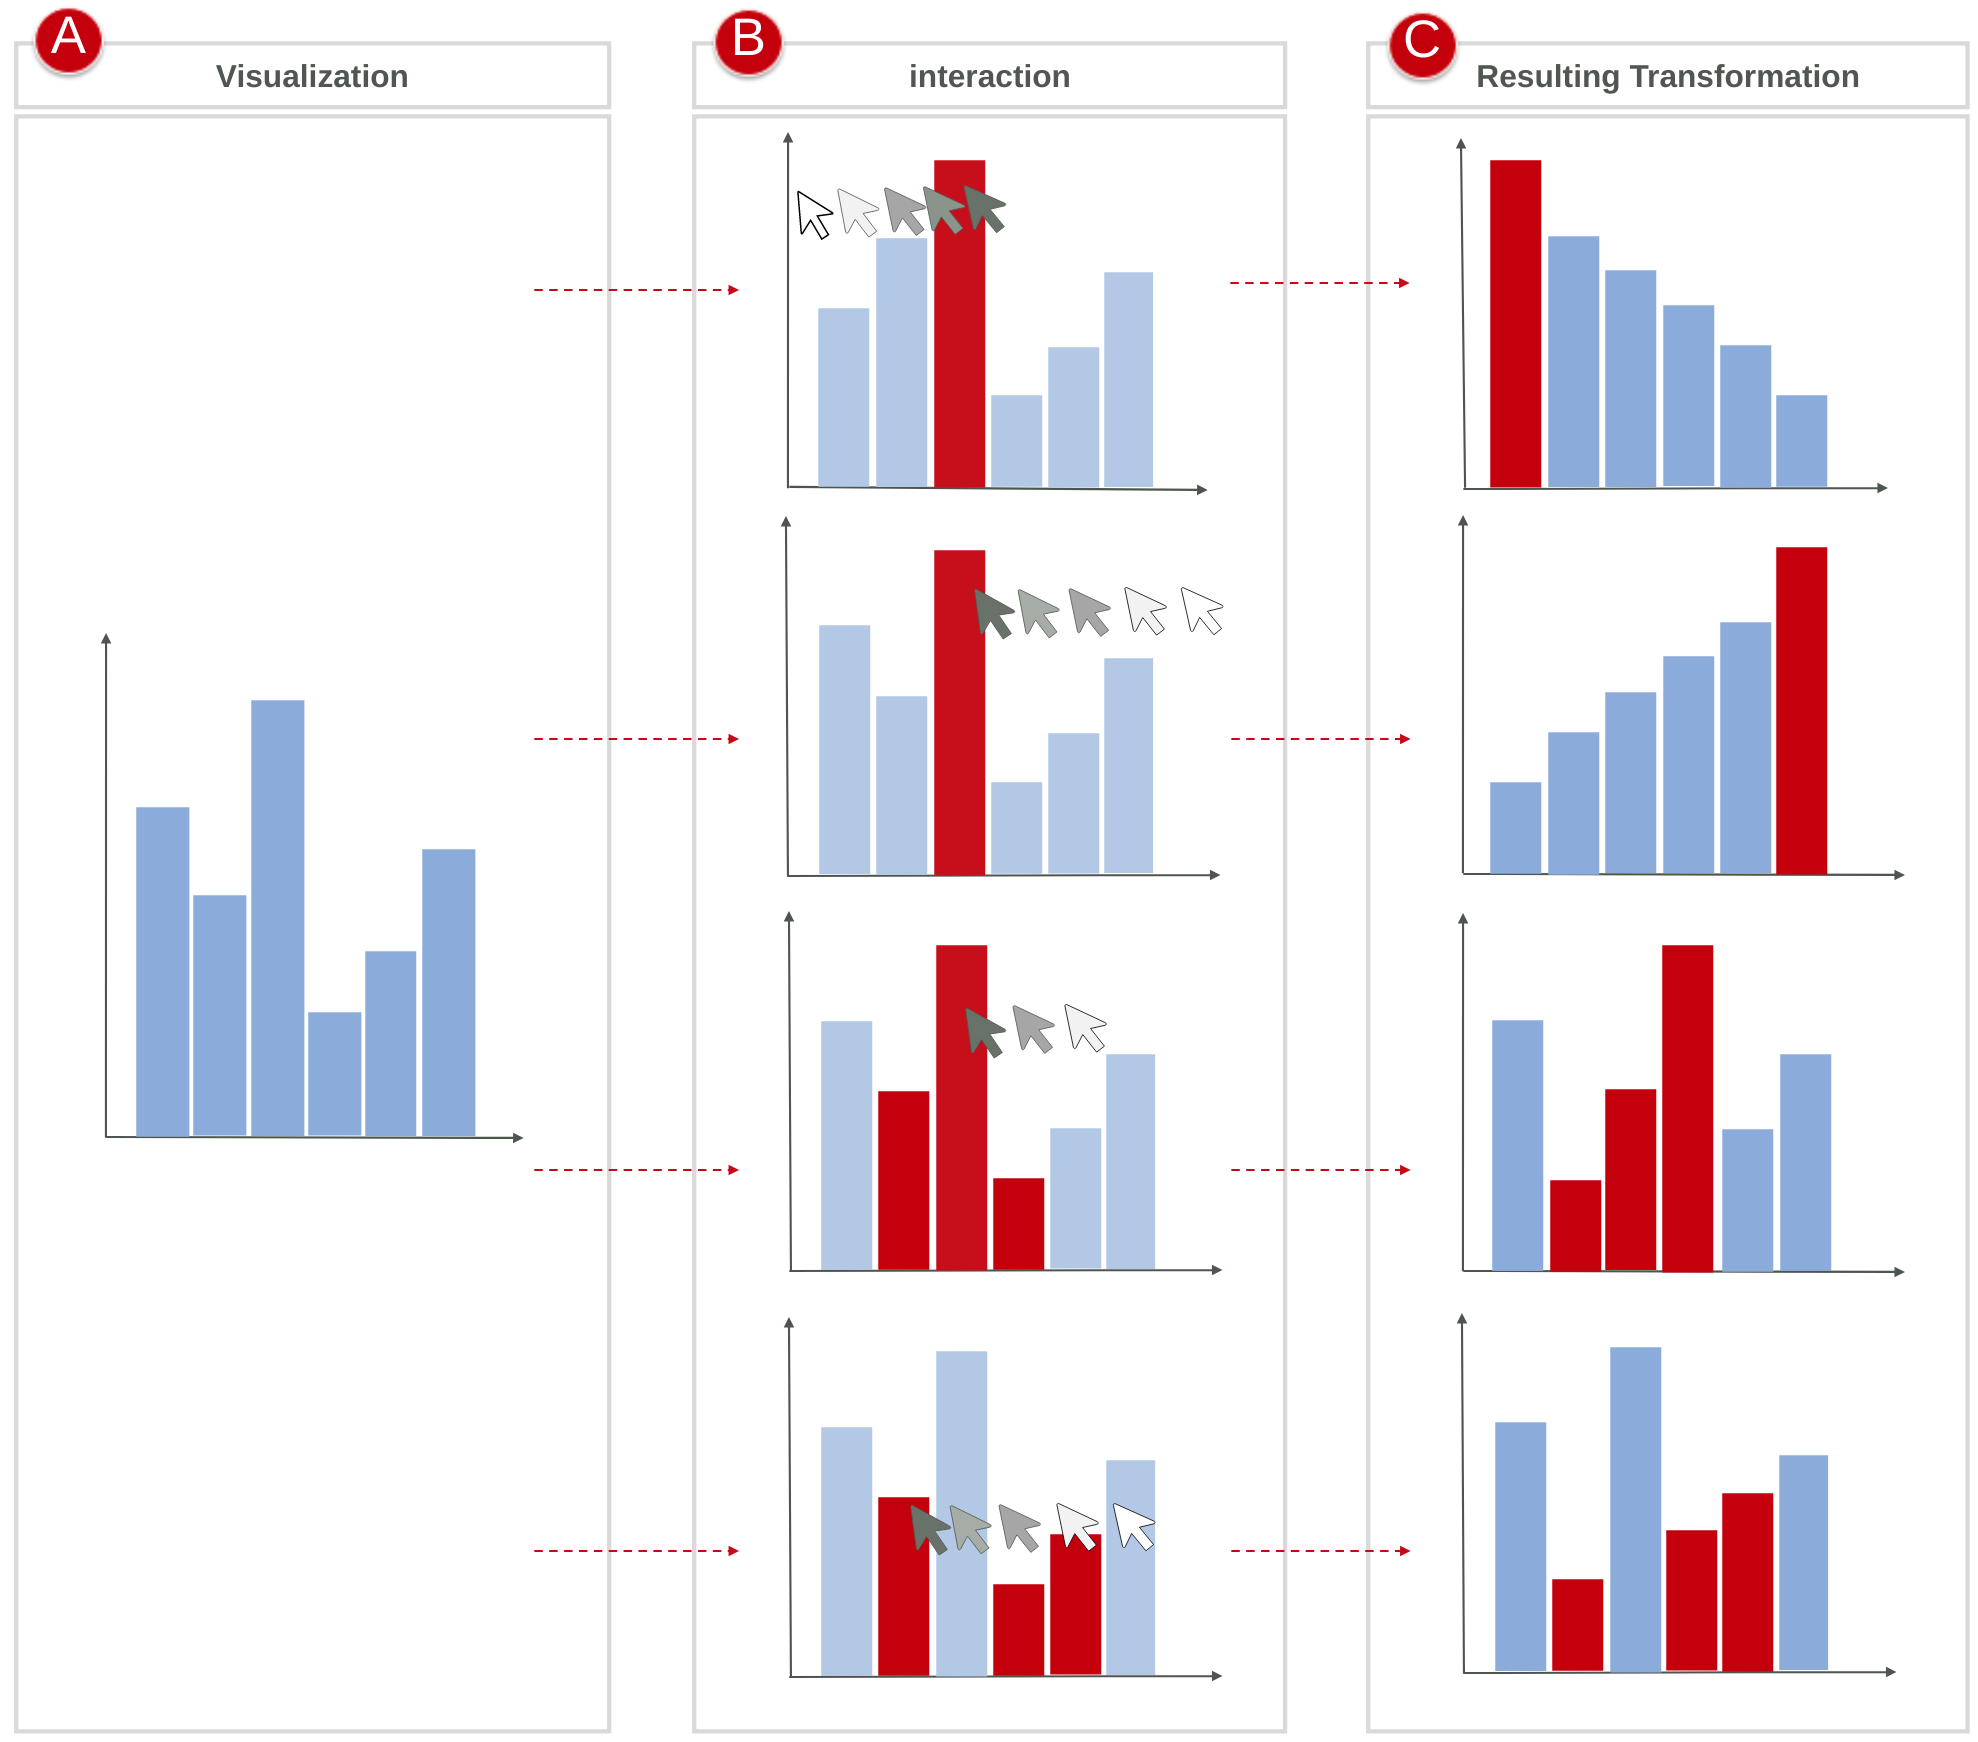 A
Visualization
B
interaction
C
Resulting Transformation